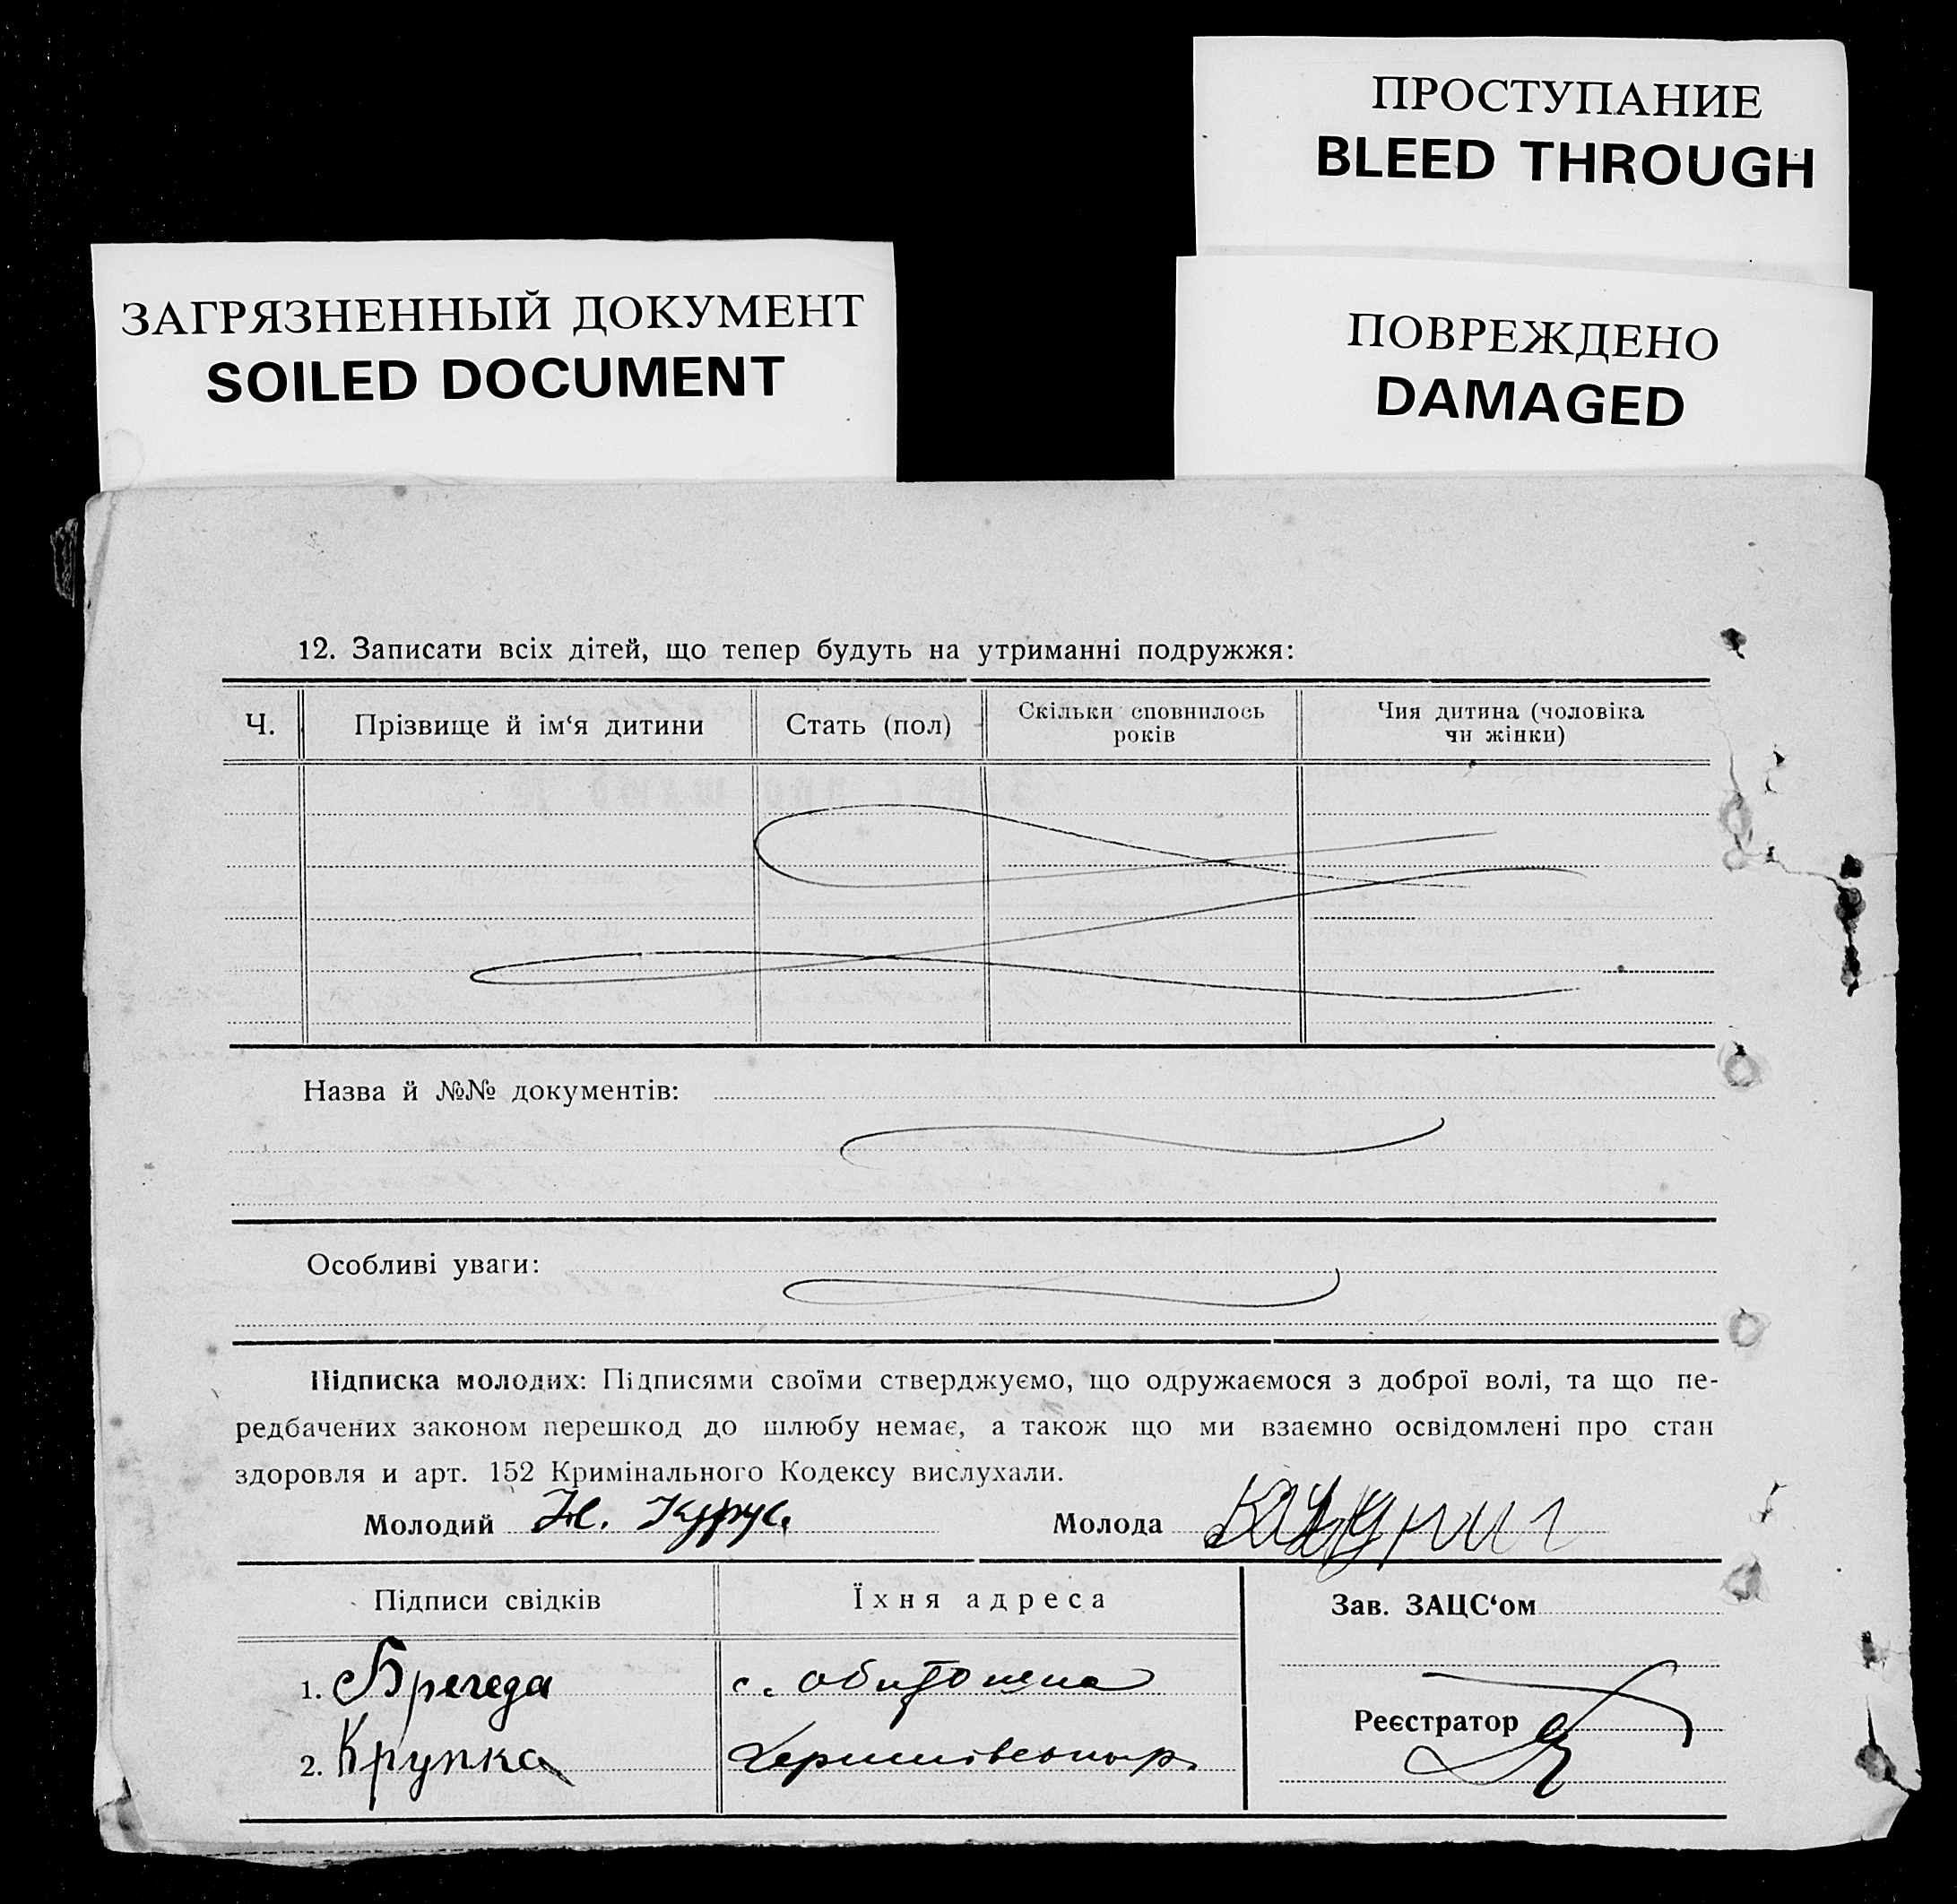 ПРОСТУПАНИЕ
BLEED THROUGH
ЗАГРЯЗНЕННЫЙ ДОКУМЕНТ
SOILED DOCUMENT
ПОВРЕЖДЕНО
DAMAGED
12. Записати всіх дітей, що тепер будуть на утриманні подружжя:
Ч. Прізвище й ім‘я дитини Стать (пол) Скільки сповнилось років Чия дитина (чоловіка чи жінки)
Назва й №№ документів:
Особливі уваги:
Підписка молодих: Підписями своїми стверджуємо, що одружаємося з доброї волі, та що пе-
редбачених законом перешкод до шлюбу немає, а також що ми взаємно освідомлені про стан
здоровля и арт. 152 Кримінального Кодексу вислухали.
Молодий Молода
Підписи свідків Їхня адреса Зав. ЗАЦС‘ом
1. с.
Реєстратор
2. Крупка